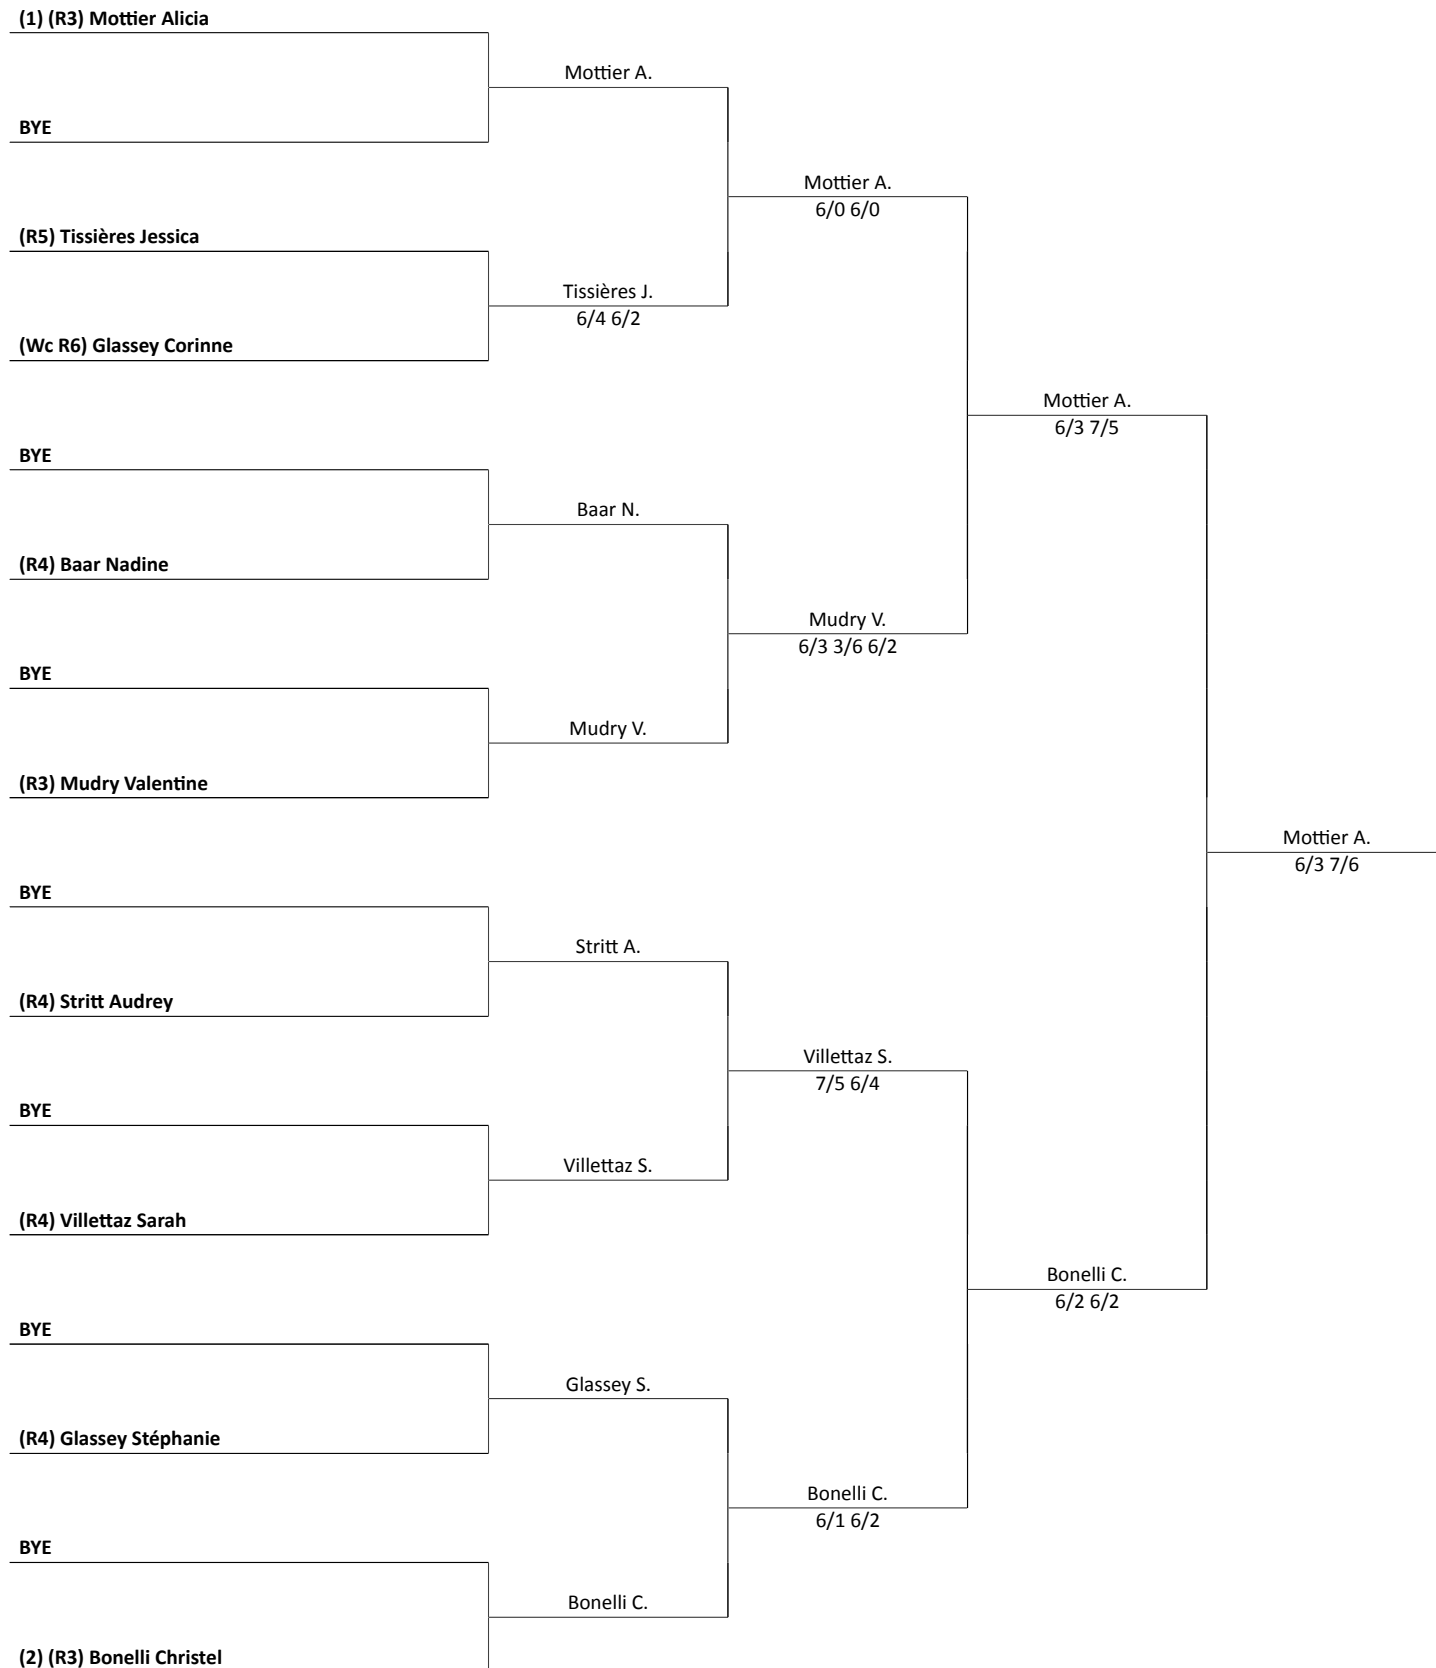 (1) (R3) Mottier Alicia
Mottier A.
BYE
Mottier A.
6/0 6/0
(R5) Tissières Jessica
Tissières J.
6/4 6/2
(Wc R6) Glassey Corinne
Mottier A.
6/3 7/5
BYE
Baar N.
(R4) Baar Nadine
Mudry V.
6/3 3/6 6/2
BYE
Mudry V.
(R3) Mudry Valentine
Mottier A.
6/3 7/6
BYE
Stritt A.
(R4) Stritt Audrey
Villettaz S.
7/5 6/4
BYE
Villettaz S.
(R4) Villettaz Sarah
Bonelli C.
6/2 6/2
BYE
Glassey S.
(R4) Glassey Stéphanie
Bonelli C.
6/1 6/2
BYE
Bonelli C.
(2) (R3) Bonelli Christel